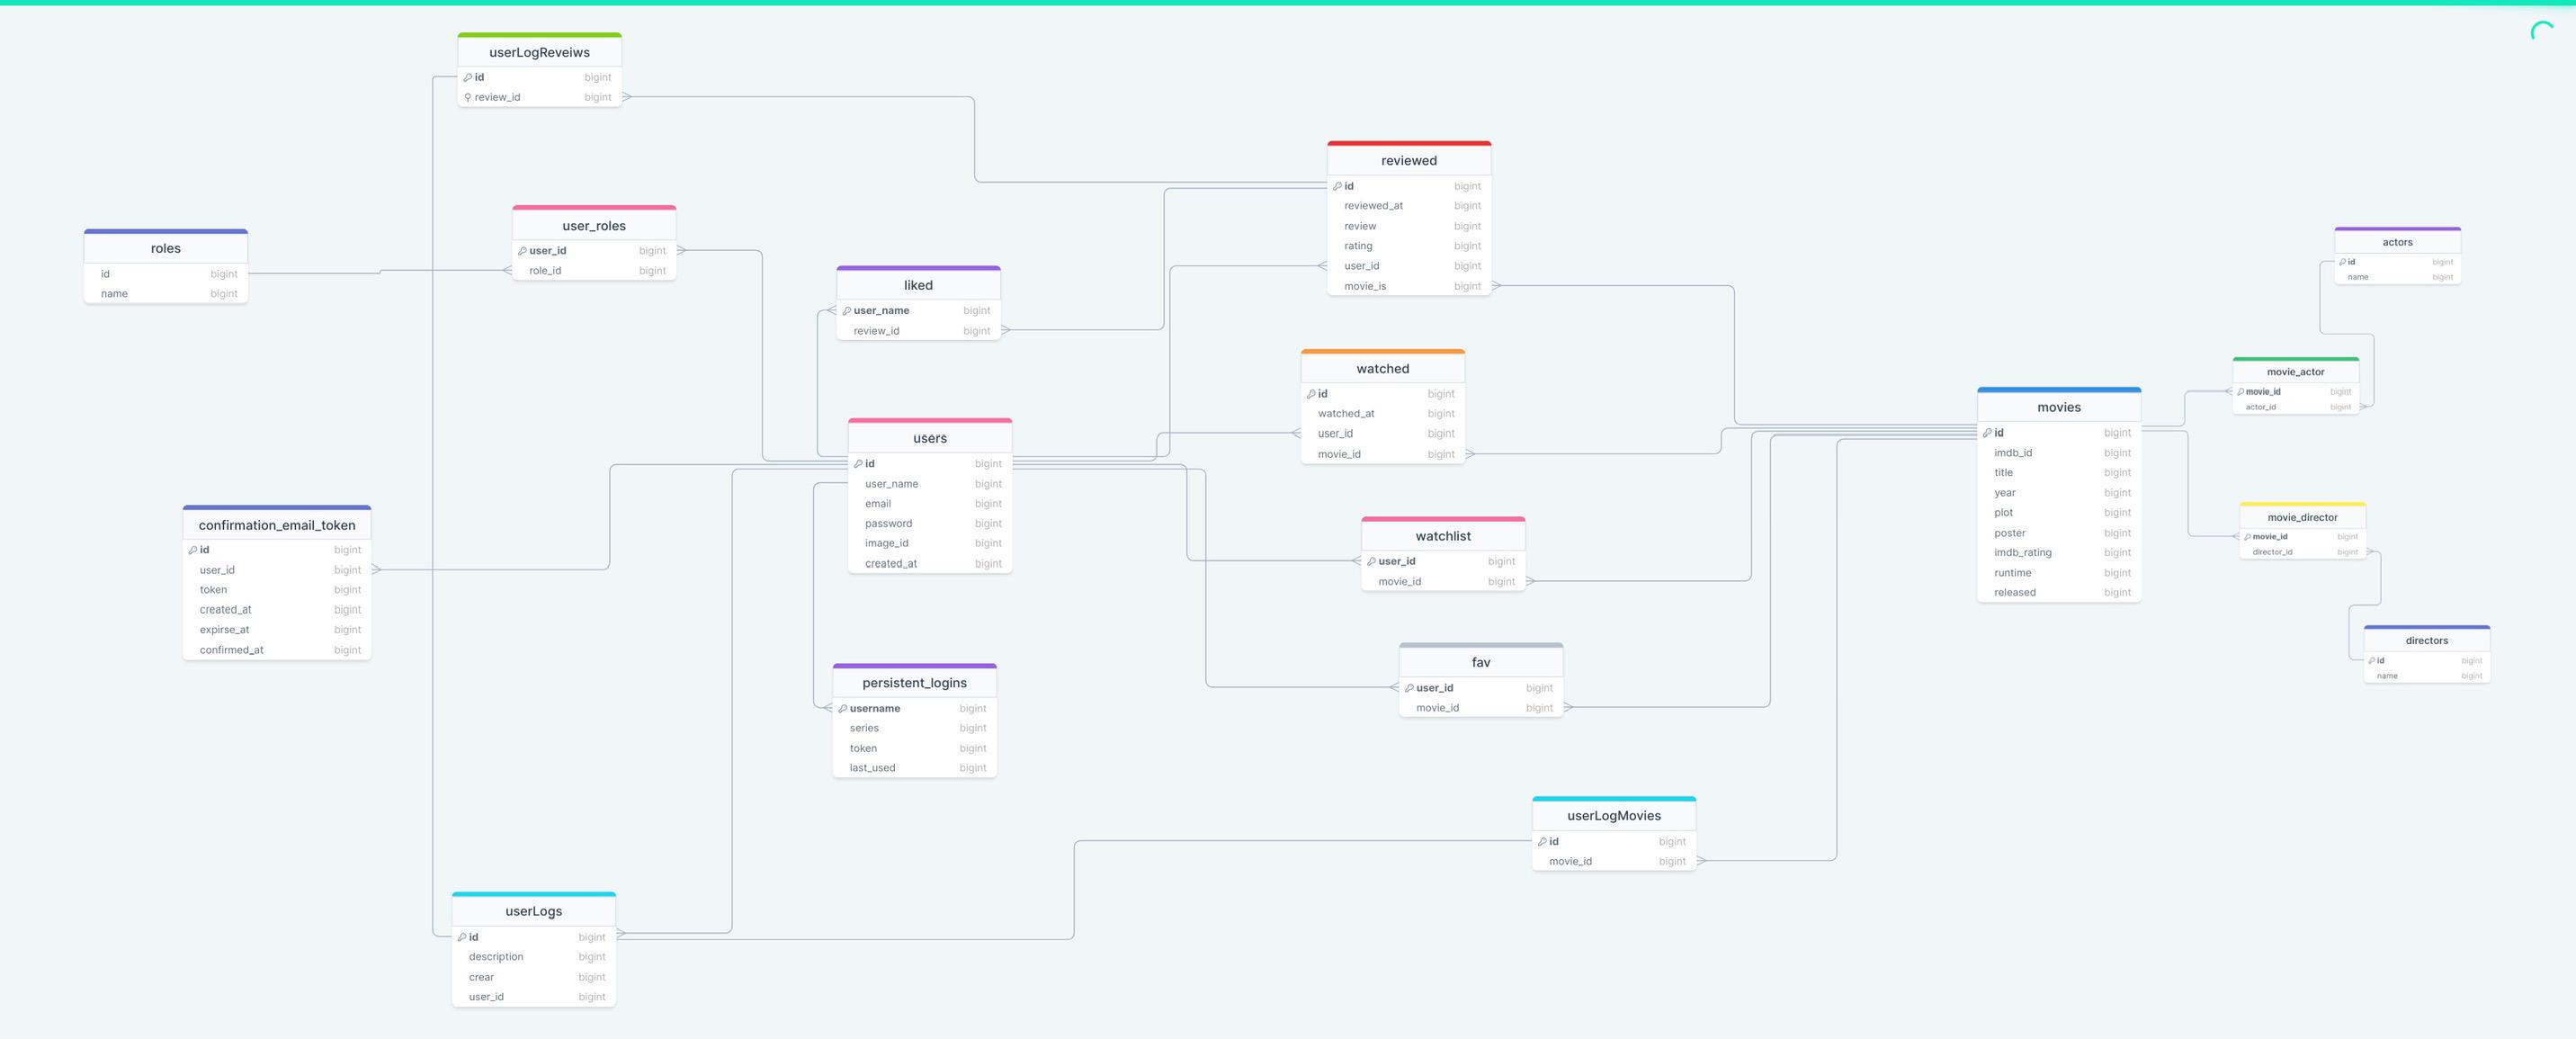 userLogReveiws
id bigint
review_id bigint
reviewed
id bigint
reviewed_at bigint
review bigint
rating bigint
user_id bigint
movie_is bigint
user_roles
user_id bigint
role_id bigint
roles
id bigint
name bigint
actors
id bigint
name bigint
liked
user_name bigint
review_id bigint
watched
id bigint
watched_at bigint
user_id bigint
movie_id bigint
movie_actor
movie_id bigint
actor_id bigint
movies
id bigint
imdb_id bigint
title bigint
year bigint
plot bigint
poster bigint
imdb_rating bigint
runtime bigint
released bigint
users
id bigint
user_name bigint
email bigint
password bigint
image_id bigint
created_at bigint
confirmation_email_token
id bigint
user_id bigint
token bigint
created_at bigint
expirse_at bigint
confirmed_at bigint
watchlist
user_id bigint
movie_id bigint
movie_director
movie_id bigint
director_id bigint
directors
id bigint
name bigint
fav
user_id bigint
movie_id bigint
persistent_logins
username bigint
series bigint
token bigint
last_used bigint
userLogMovies
id bigint
movie_id bigint
userLogs
id bigint
description bigint
crear bigint
user_id bigint